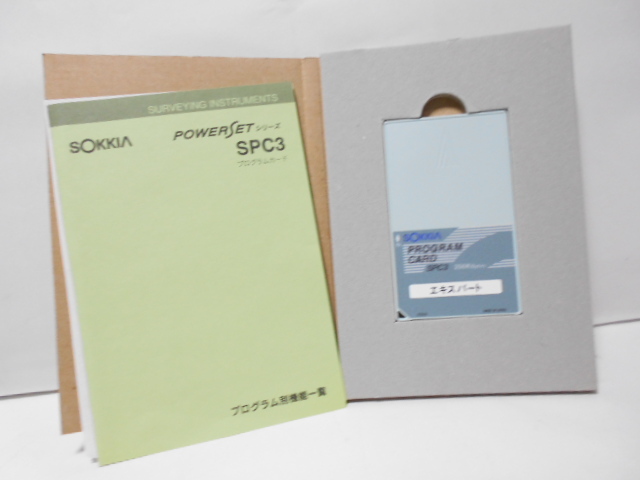 SURVEYING INSTRUMENTS
SOKKIA
POWERSET シリーズ
SPC3
プログラムカード
プログラム別機能一覧
SOKKIA
PROGRAM
CARD
SPC3
エキスパート